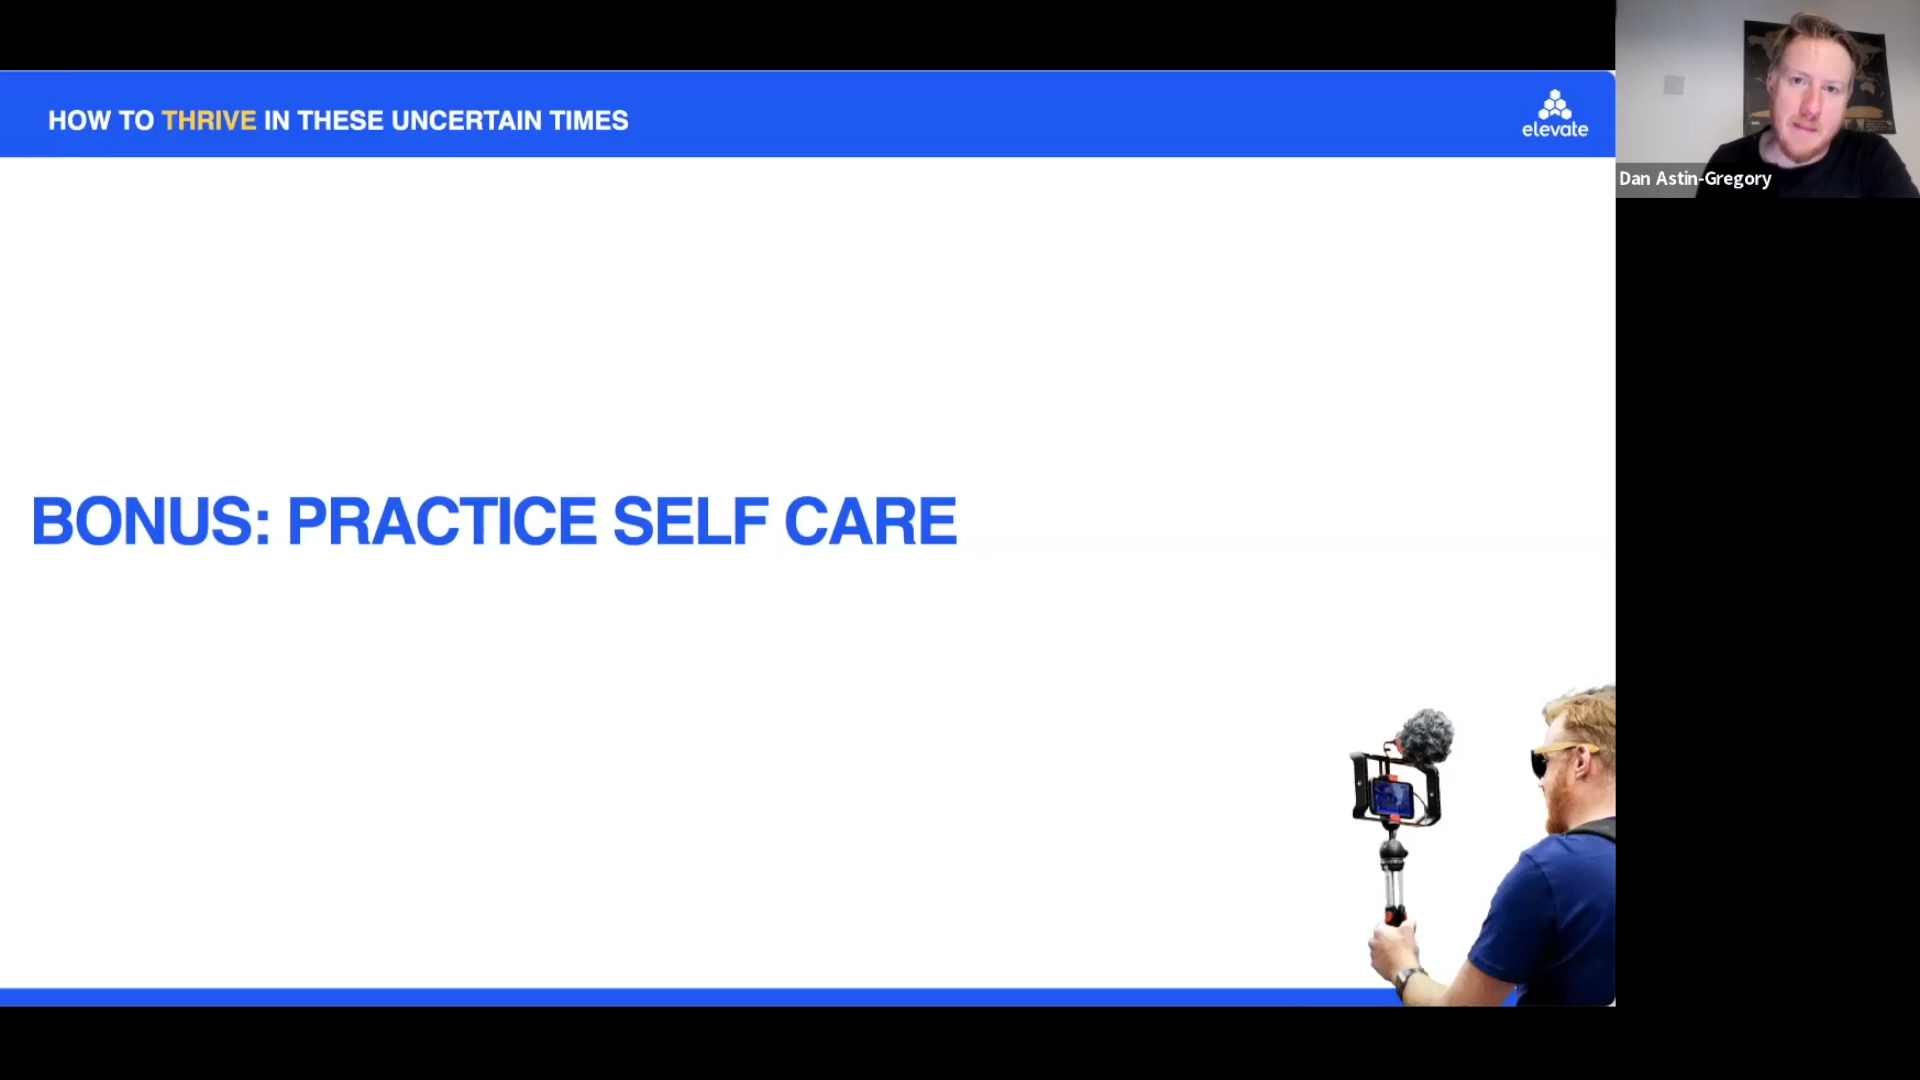 HOW TO THRIVE IN THESE UNCERTAIN TIMES
elevate
Dan Astin-Gregory
BONUS: PRACTICE SELF CARE